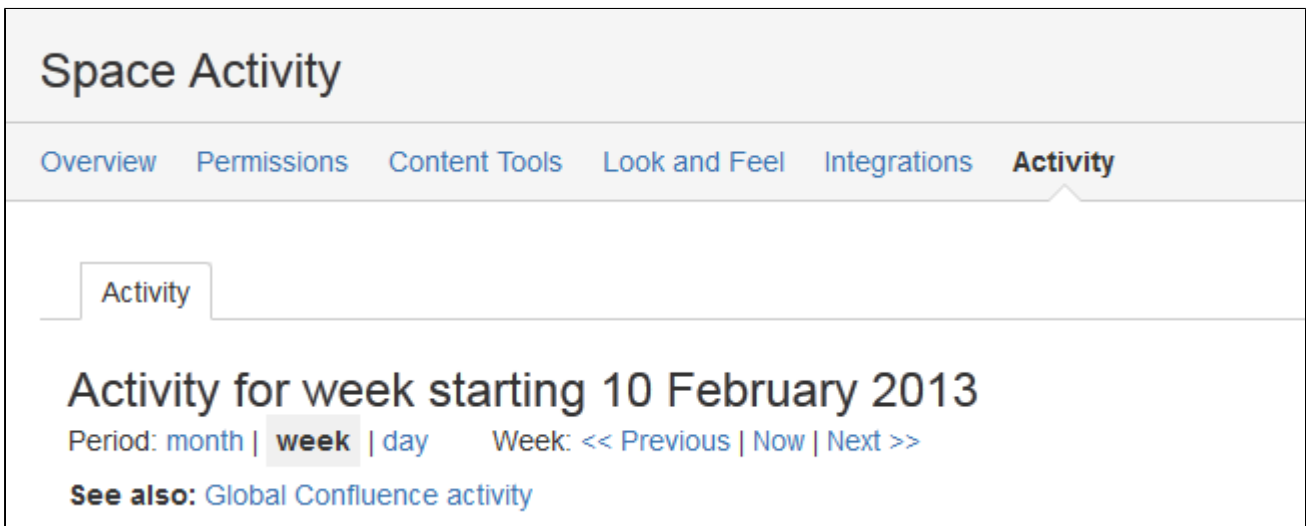 Space Activity
Overview Permissions Content Tools Look and Feel Integrations Activity
Activity
Activity for week starting 10 February 2013
Period: month | week | day Week: << Previous | Now | Next >>
See also: Global Confluence activity